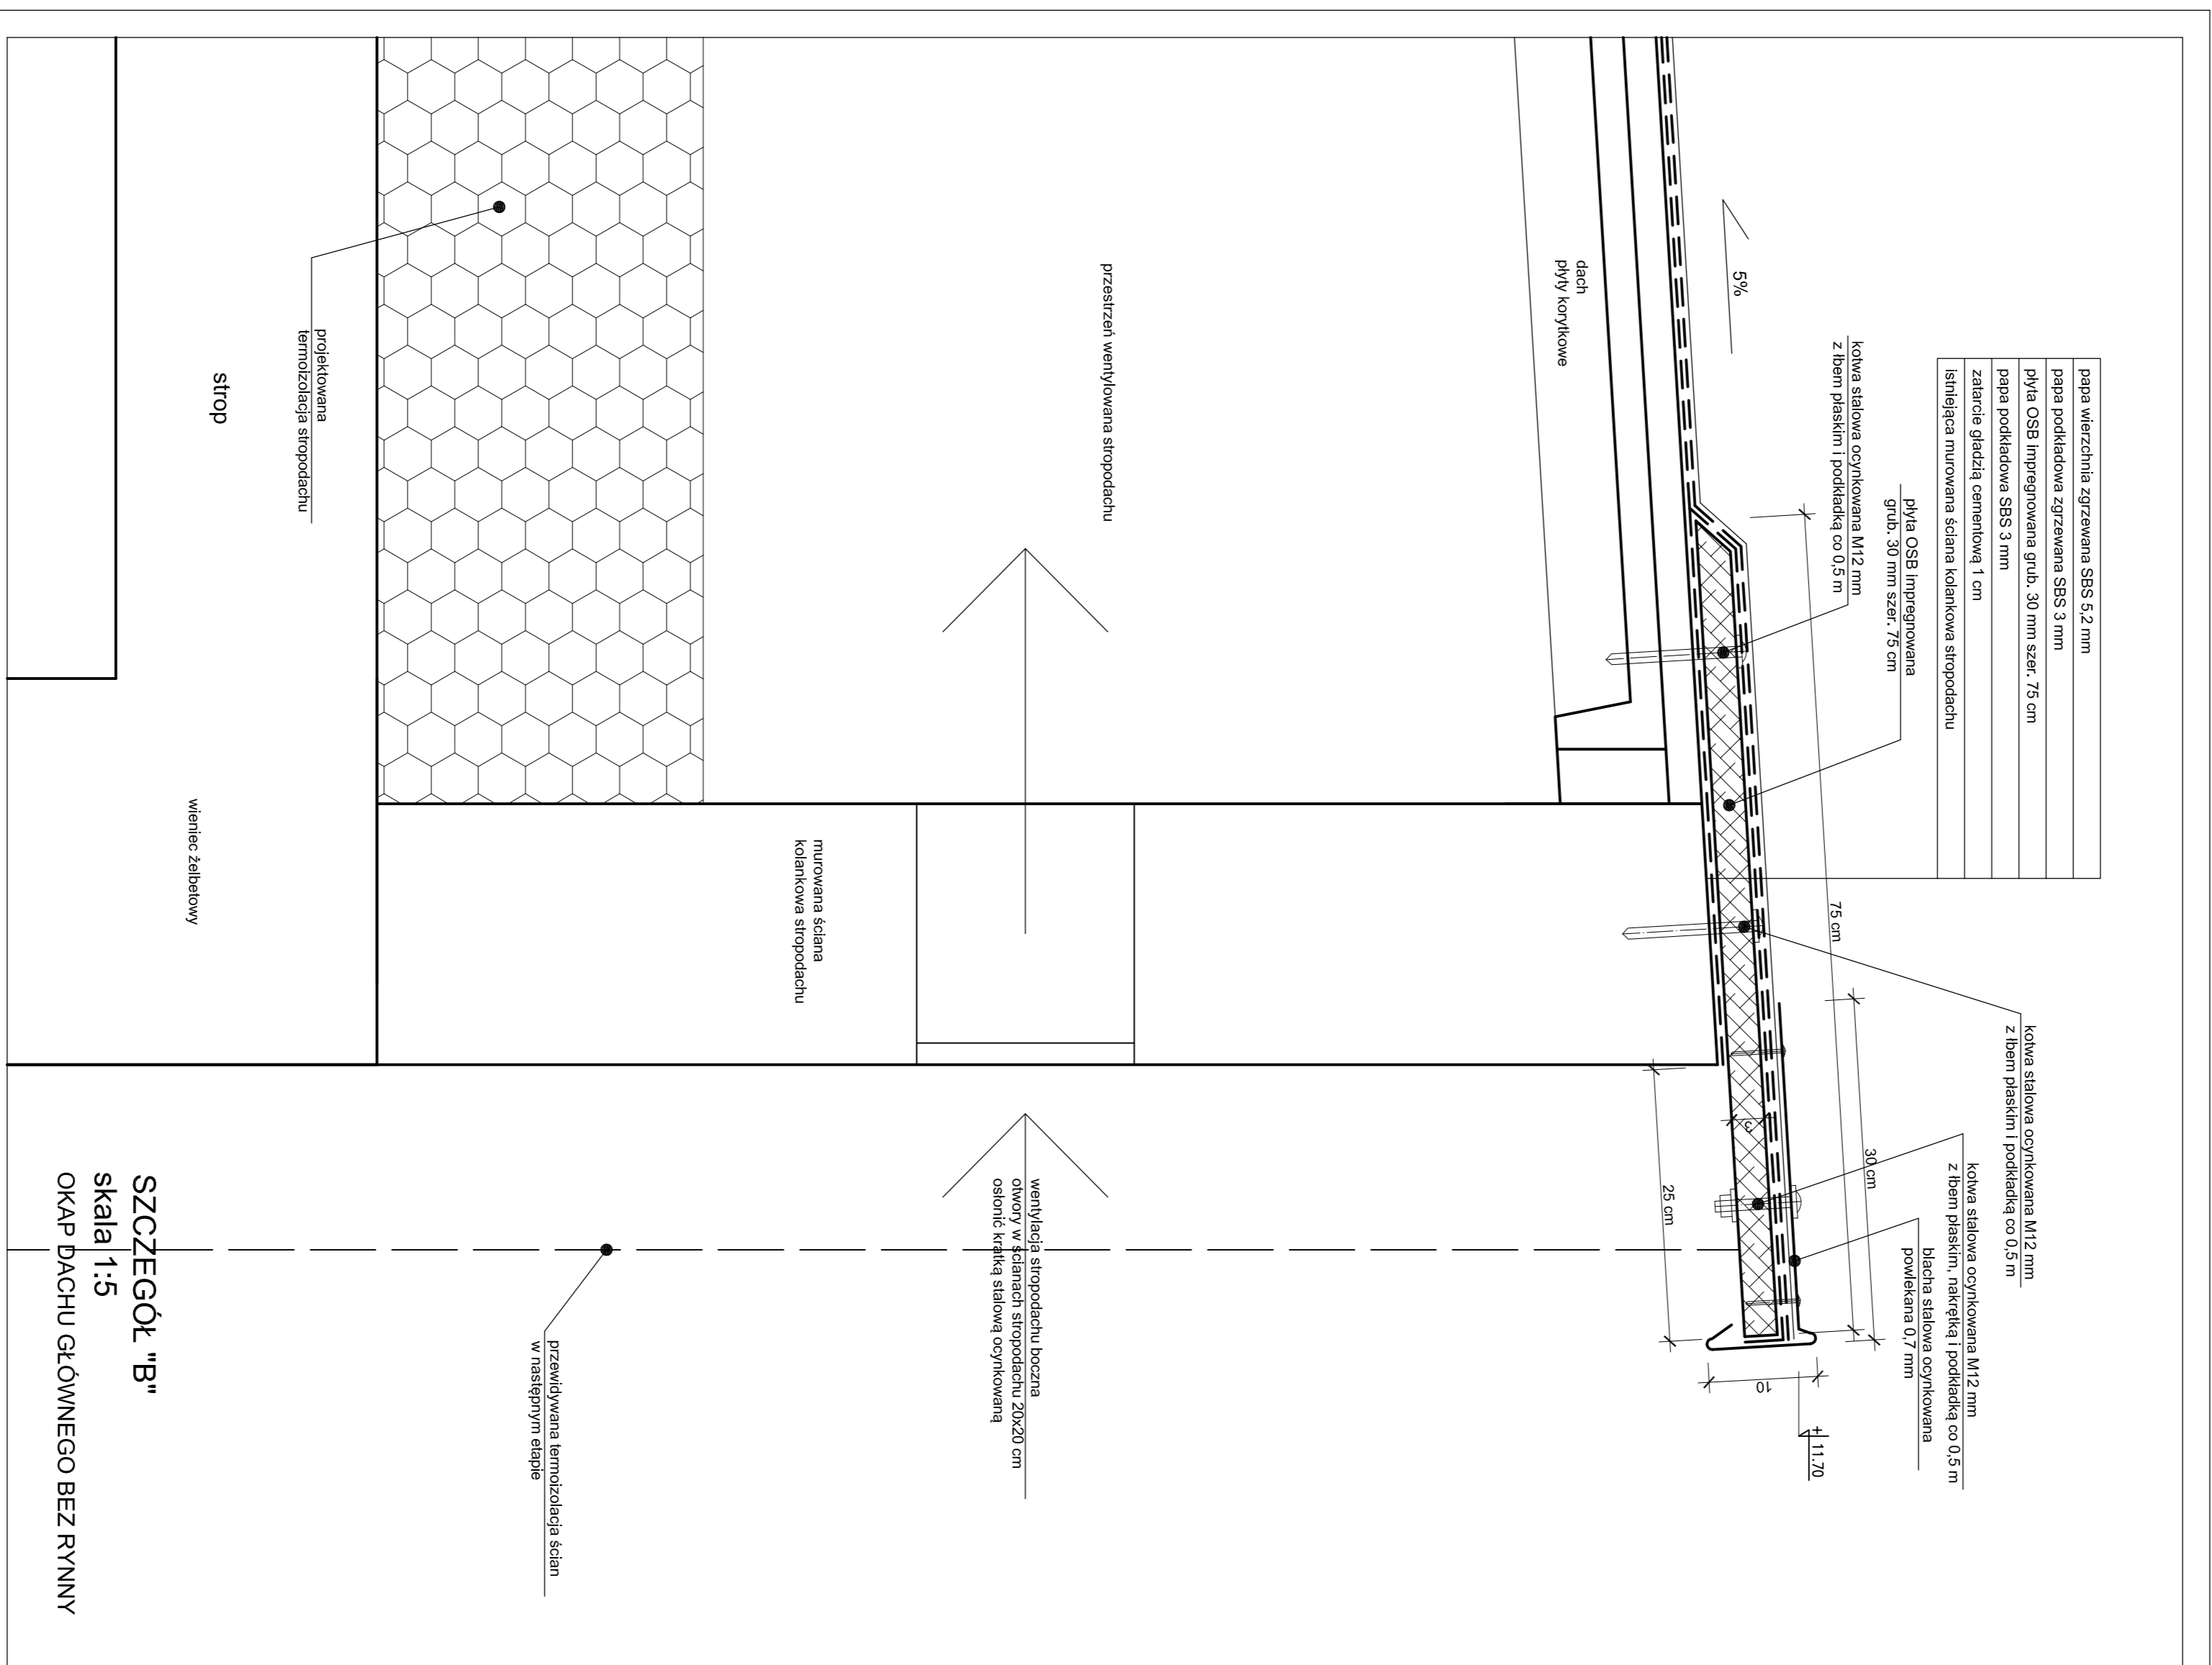 papa wierzchnia zgrzewana SBS 5,2 mm
papa podkładowa zgrzewana SBS 3 mm
płyta OSB impregnowana grub. 30 mm szer. 75 cm
papa podkładowa SBS 3 mm
zatarcie gładzią cementową 1 cm
istniejąca murowana ściana kolankowa stropodachu
kotwa stalowa ocynkowana M12 mm
z łbem płaskim i podkładką co 0,5 m
kotwa stalowa ocynkowana M12 mm
z łbem płaskim, nakrętką i podkładką co 0,5 m
blacha stalowa ocynkowana
powlekana 0,7 mm
płyta OSB impregnowana
grub. 30 mm szer. 75 cm
kotwa stalowa ocynkowana M12 mm
z łbem płaskim i podkładką co 0,5 m
5%
75 cm
30 cm
3
25 cm
10
+ 11.70
dach
płyty korytkowe
przestrzeń wentylowana stropodachu
wentylacja stropodachu boczna
otwory w ścianach stropodachu 20x20 cm
osłonić kratką stalową ocynkowaną
murowana ściana
kolankowa stropodachu
przewidywana termoizolacja ścian
w następnym etapie
projektowana
termoizolacja stropodachu
strop
wieniec żelbetowy
SZCZEGÓŁ "B"
skala 1:5
OKAP DACHU GŁÓWNEGO BEZ RYNNY